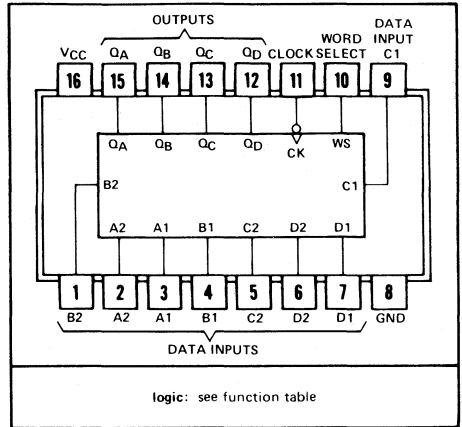 OUTPUTS
DATA
INPUT
WORD
VCC QA QB QC QD CLOCK SELECT C1
16 15 14 13 12 11 10 9
QA QB QC QD CK WS
B2 C1
A2 A1 B1 C2 D2 D1
1 2 3 4 5 6 7 8
B2 A2 A1 B1 C2 D2 D1 GND
DATA INPUTS
logic: see function table